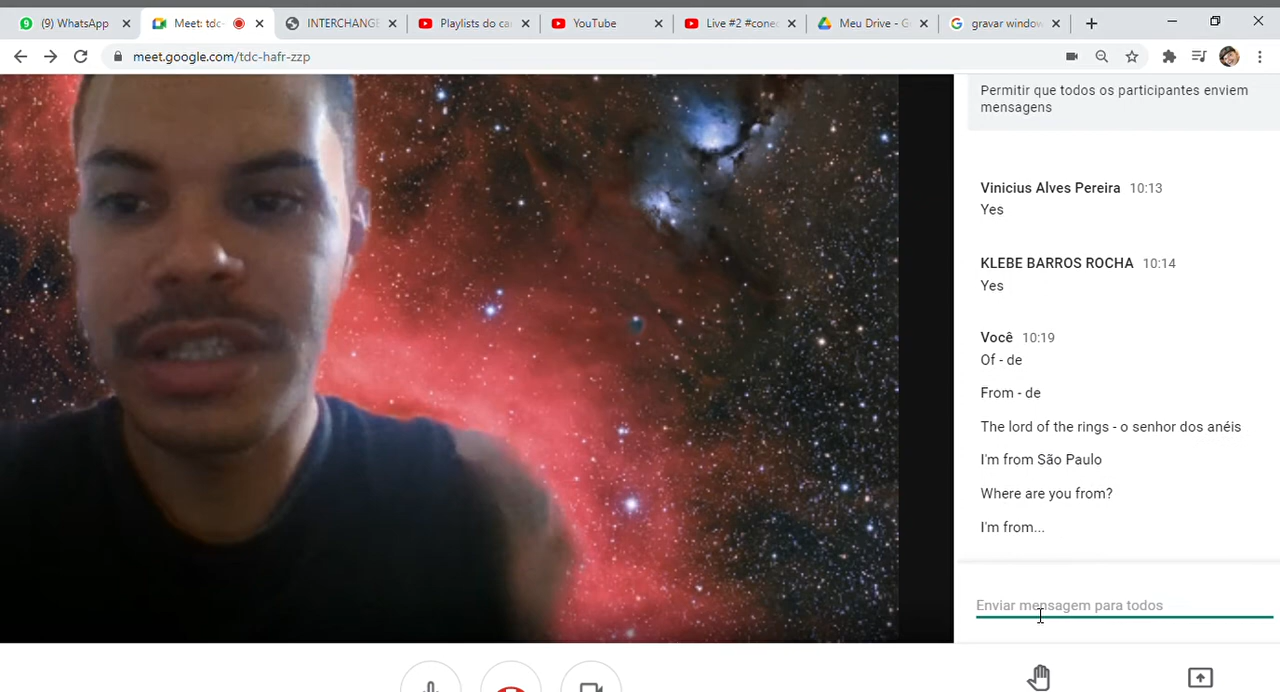 (9) WhatsApp
Meet: tdc-
INTERCHANGE
Playlists do ca
YouTube
Live #2 #cone
Meu Drive - G
gravar window
meet.google.com/tdc-hafr-zzp
Permitir que todos os participantes enviem
mensagens
Vinicius Alves Pereira 10:13
Yes
KLEBE BARROS ROCHA 10:14
Yes
Você 10:19
Of - de
From - de
The lord of the rings - o senhor dos anéis
I'm from São Paulo
Where are you from?
I'm from...
Enviar mensagem para todos